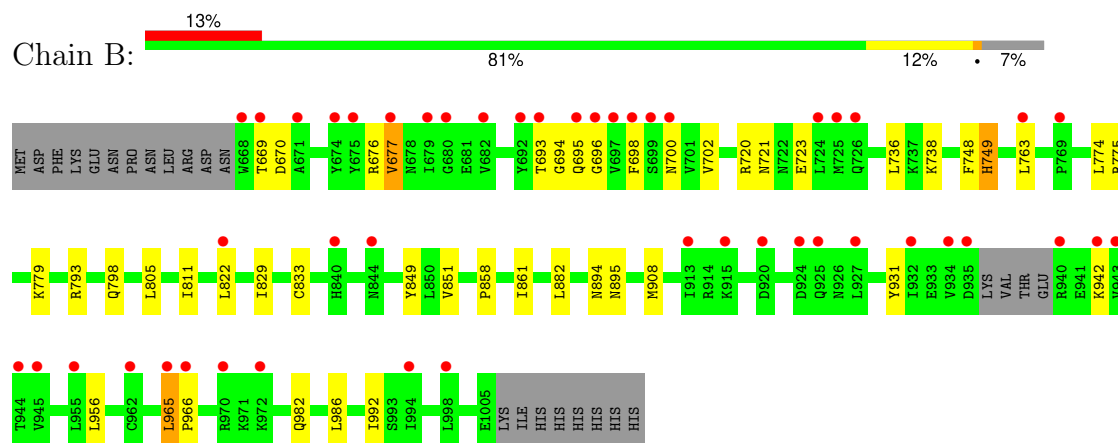 13%
Chain B:
81% 12% • 7%
MET ASP PHE LYS GLU ASN PRO ASN LEU ARG ASP ASN W668 T669 D670 A671 Y674 Y675 R676 V677 N678 I679 G680 E681 V682 Y692 T693 G694 Q695 G696 V697 F698 S699 N700 V701 V702 R720 N721 N722 E723 L724 M725 Q726 L736 K737 K738 F748 H749 L763 P769 L774
K779 R793 Q798 L805 I811 L822 I829 C833 H840 N844 Y849 L850 V851 P858 I861 L882 N894 N895 M908 I913 R914 K915 D920 D924 Q925 N926 L927 Y931 I932 E933 V934 D935 LYS VAL THR GLU R940 E941 K942
T944 V945 L955 L956 C962 L965 P966 R970 K971 K972 Q982 L986 I992 S993 I994 L998 E1005 LYS ILE HIS HIS HIS HIS HIS HIS